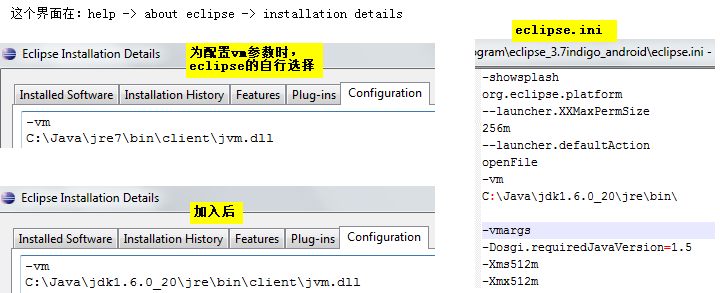 这个界面在: help -> about eclipse -> installation details
Eclipse Installation Details
为配置vm参数时，
eclipse的自行选择
Installed Software
Installation History
Features
Plug-ins
Configuration
-vm
C:\Java\jre7\bin\client\jvm.dll
Eclipse Installation Details
加入后
Installed Software
Installation History
Features
Plug-ins
Configuration
-vm
C:\Java\jdk1.6.0_20\jre\bin\client\jvm.dll
eclipse.ini
ogram\eclipse_3.7indigo_android\eclipse.ini -
-showsplash
org.eclipse.platform
--launcher.XXMaxPermSize
256m
--launcher.defaultAction
openFile
-vm
C:\Java\jdk1.6.0_20\jre\bin\
-vmargs
-Dosgi.requiredJavaVersion=1.5
-Xms512m
-Xmx512m